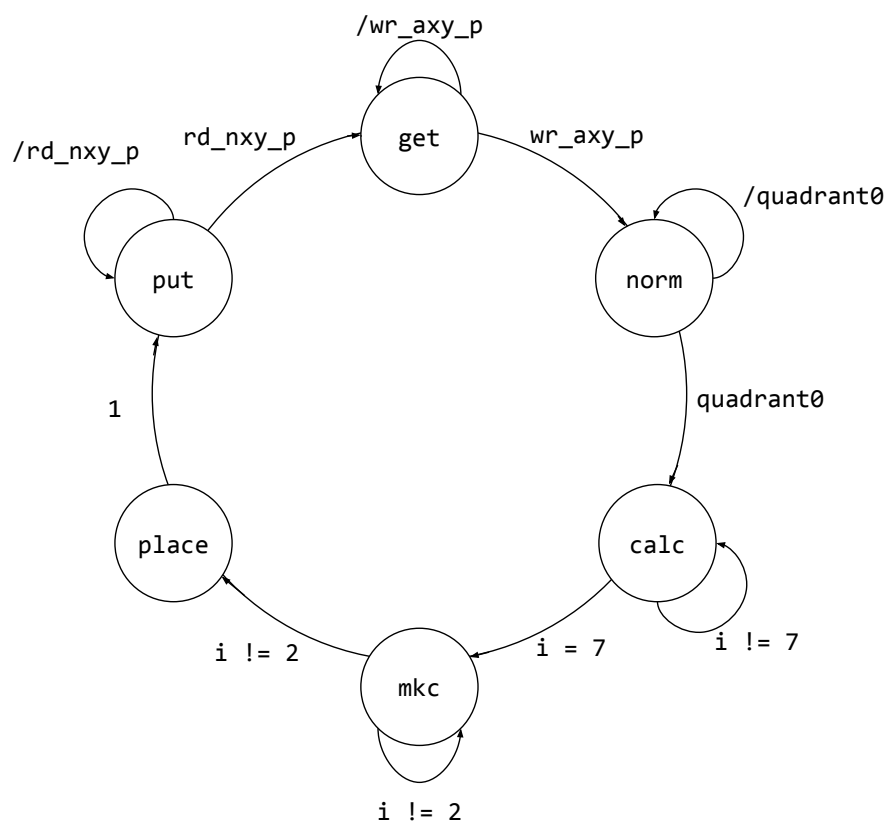 /wr_axy_p
get
rd_nxy_p
wr_axy_p
/rd_nxy_p
/quadrant0
put
norm
quadrant0
1
place
calc
i != 2
i = 7
i != 7
mkc
i != 2